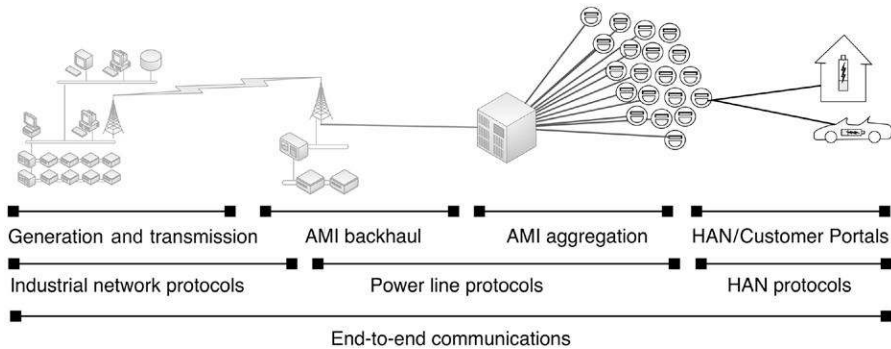 Generation and transmission
AMI backhaul
AMI aggregation
HAN/Customer Portals
Industrial network protocols
Power line protocols
HAN protocols
End-to-end communications